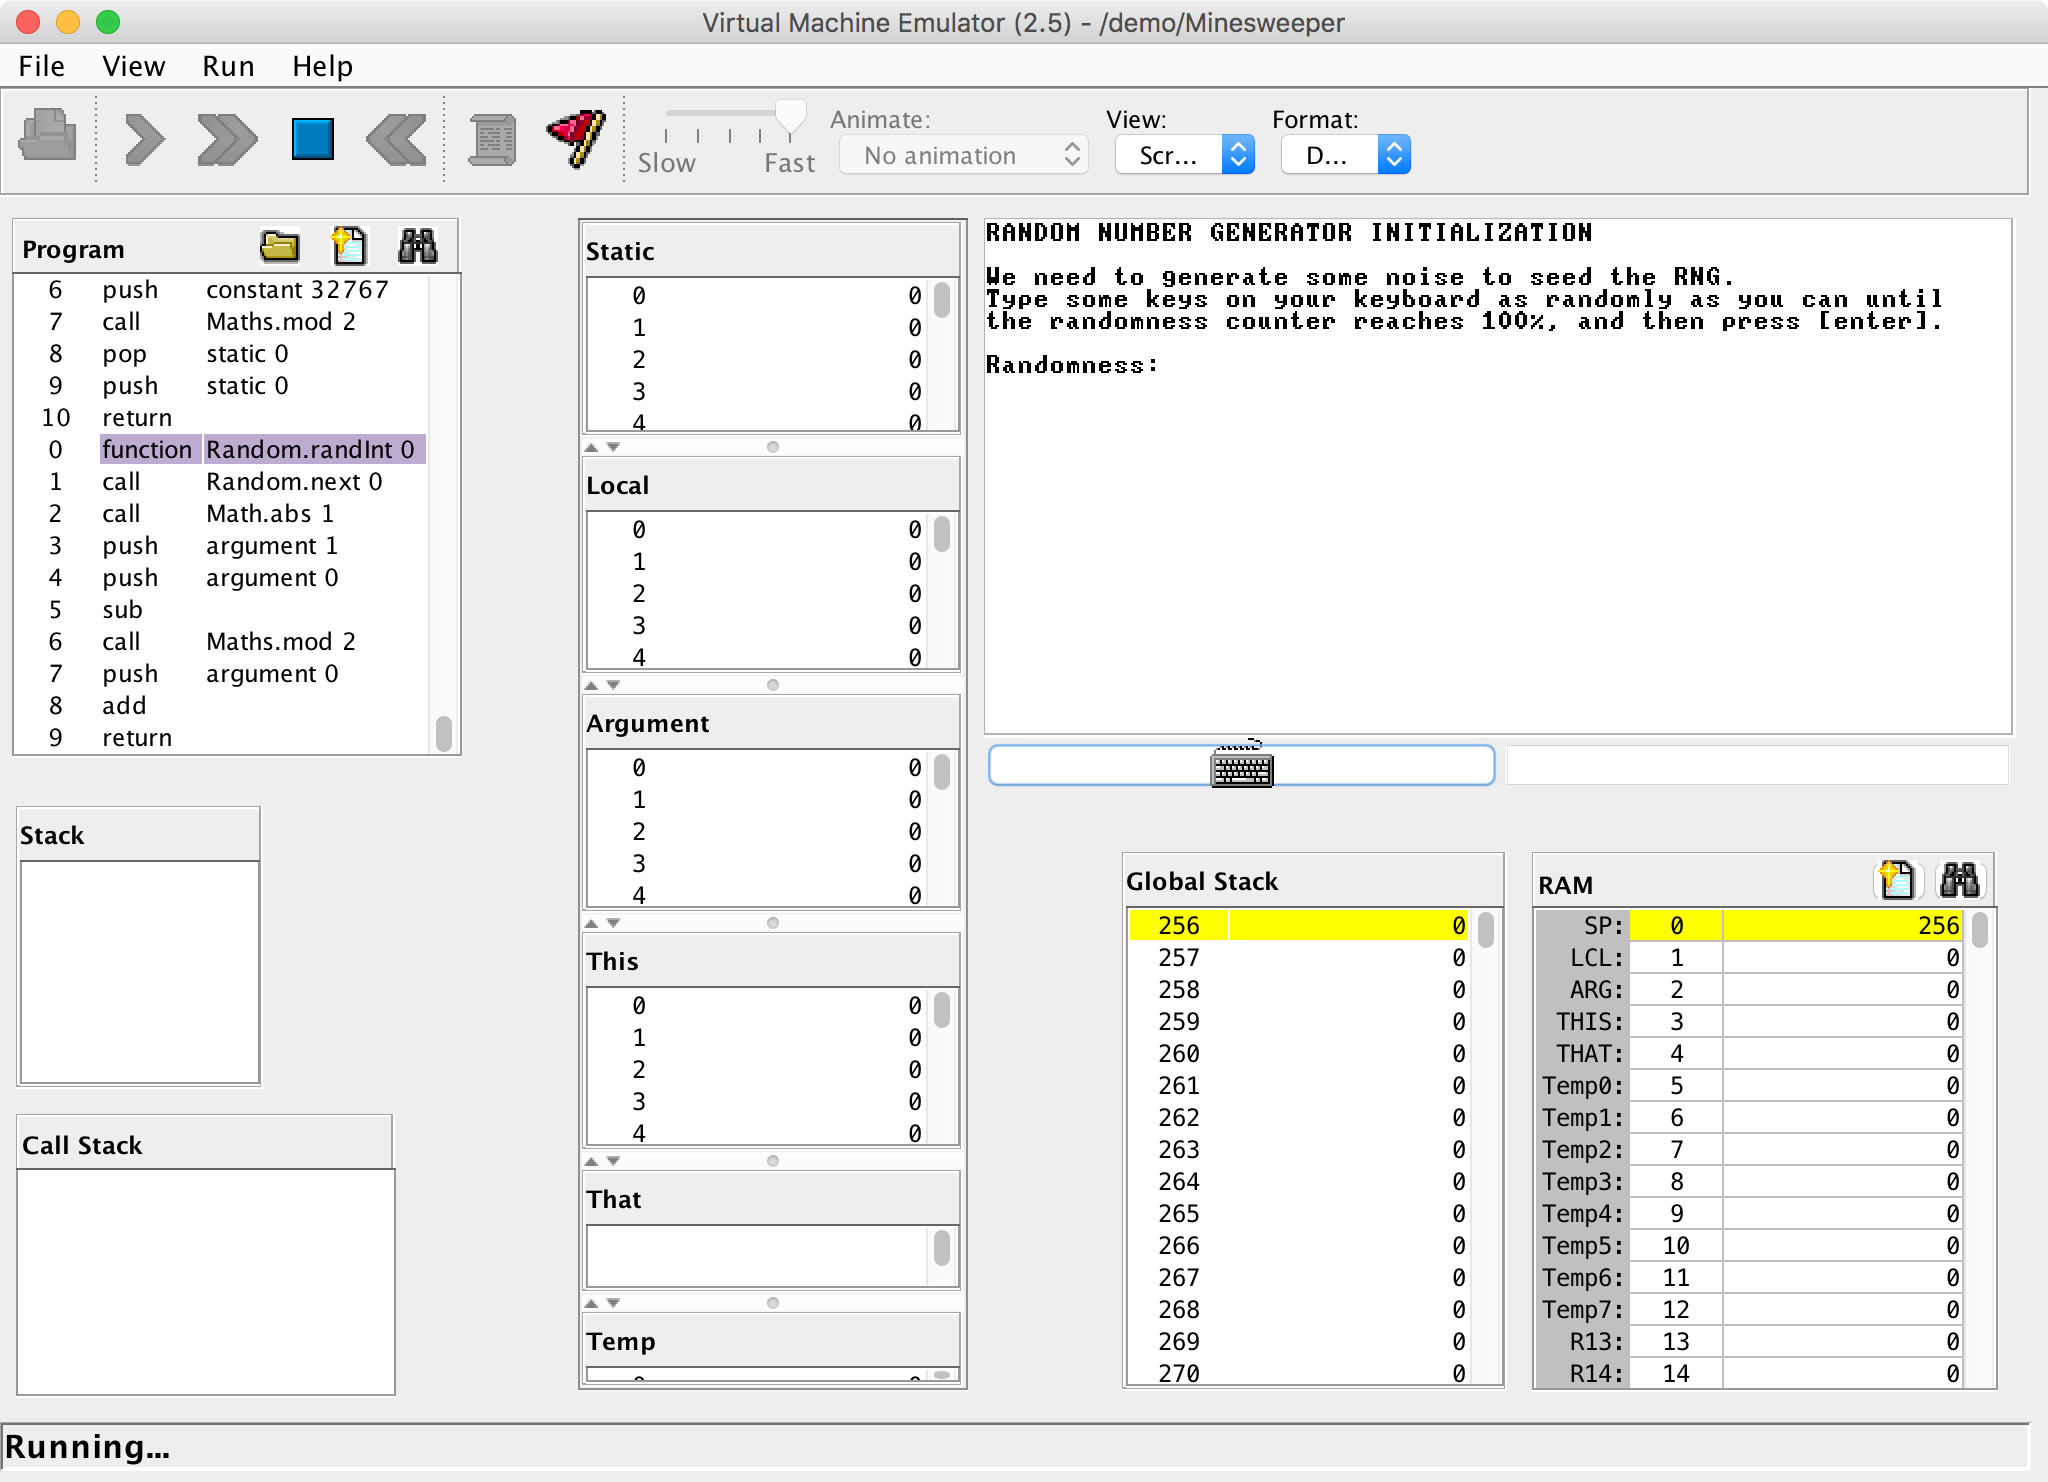 Virtual Machine Emulator (2.5) - /demo/Minesweeper
File View Run Help
Slow Fast
Animate:
No animation
View:
Scr...
Format:
D...
Program
6 push constant 32767
7 call Maths.mod 2
8 pop static 0
9 push static 0
10 return
0 function Random.randInt 0
1 call Random.next 0
2 call Math.abs 1
3 push argument 1
4 push argument 0
5 sub
6 call Maths.mod 2
7 push argument 0
8 add
9 return
Stack
Call Stack
Static
0 0
1 0
2 0
3 0
4 0
Local
0 0
1 0
2 0
3 0
4 0
Argument
0 0
1 0
2 0
3 0
4 0
This
0 0
1 0
2 0
3 0
4 0
That
Temp
RANDOM NUMBER GENERATOR INITIALIZATION
We need to generate some noise to seed the RNG.
Type some keys on your keyboard as randomly as you can until
the randomness counter reaches 100%, and then press [enter].
Randomness:
Global Stack
256 0
257 0
258 0
259 0
260 0
261 0
262 0
263 0
264 0
265 0
266 0
267 0
268 0
269 0
270 0
RAM
SP: 0 256
LCL: 1 0
ARG: 2 0
THIS: 3 0
THAT: 4 0
Temp0: 5 0
Temp1: 6 0
Temp2: 7 0
Temp3: 8 0
Temp4: 9 0
Temp5: 10 0
Temp6: 11 0
Temp7: 12 0
R13: 13 0
R14: 14 0
Running...